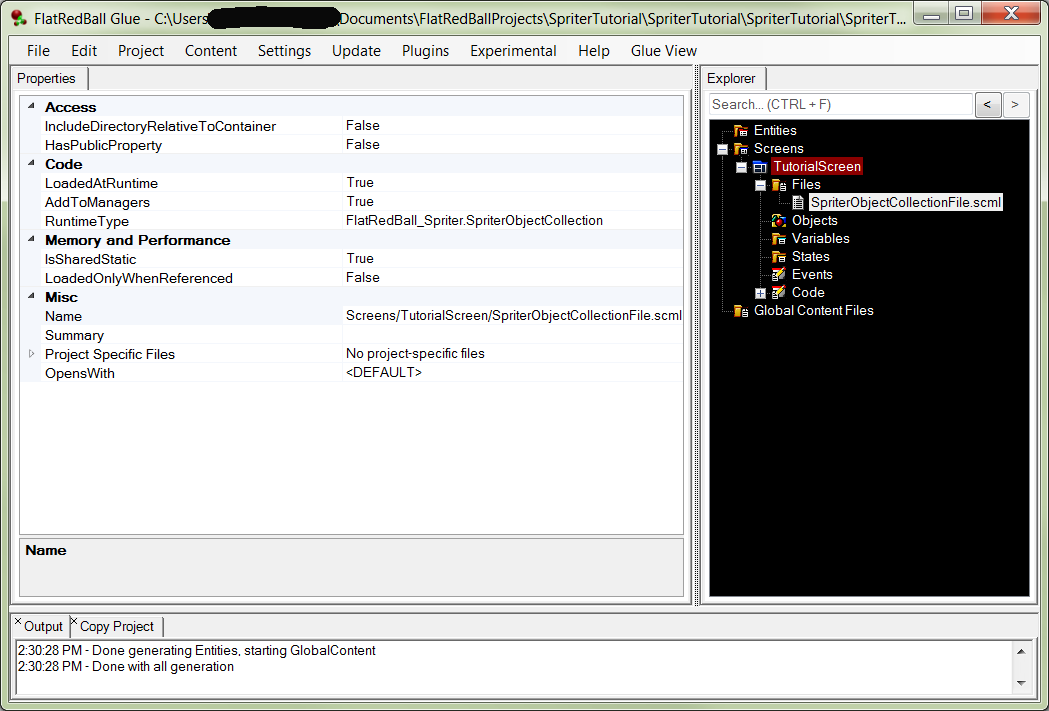 FlatRedBall Glue - C:\Users\Documents\FlatRedBallProjects\SpriterTutorial\SpriterTutorial\SpriterTutorial\SpriterT...
File Edit Project Content Settings Update Plugins Experimental Help Glue View
Properties
Access
IncludeDirectoryRelativeToContainer False
HasPublicProperty False
Code
LoadedAtRuntime True
AddToManagers True
RuntimeType FlatRedBall_Spriter.SpriterObjectCollection
Memory and Performance
IsSharedStatic True
LoadedOnlyWhenReferenced False
Misc
Name Screens/TutorialScreen/SpriterObjectCollectionFile.scml
Summary
Project Specific Files No project-specific files
OpensWith <DEFAULT>
Name
Explorer
Search... (CTRL + F) < >
Entities
Screens
TutorialScreen
Files
SpriterObjectCollectionFile.scml
Objects
Variables
States
Events
Code
Global Content Files
Output Copy Project
2:30:28 PM - Done generating Entities, starting GlobalContent
2:30:28 PM - Done with all generation